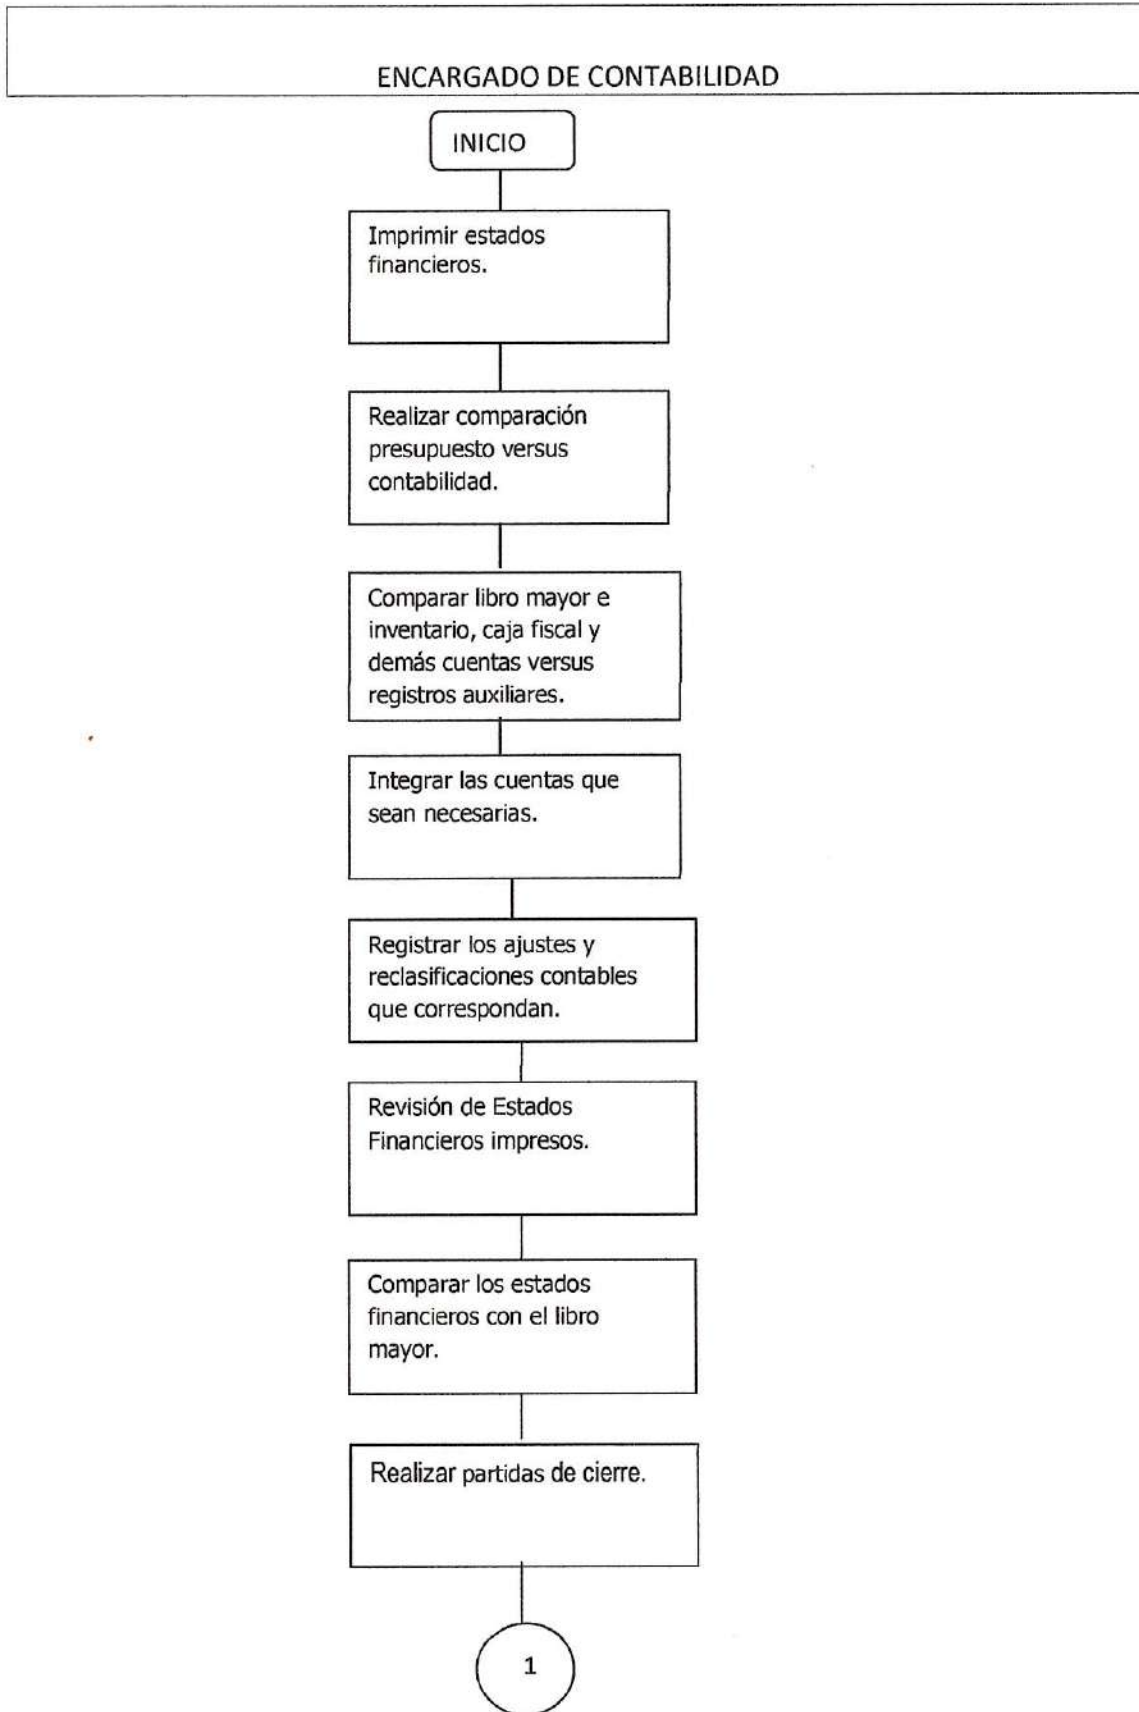 ENCARGADO DE CONTABILIDAD
INICIO
Imprimir estados
financieros.
Realizar comparación
presupuesto versus
contabilidad.
Comparar libro mayor e
inventario, caja fiscal y
demás cuentas versus
registros auxiliares.
Integrar las cuentas que
sean necesarias.
Registrar los ajustes y
reclasificaciones contables
que correspondan.
Revisión de Estados
Financieros impresos.
Comparar los estados
financieros con el libro
mayor.
Realizar partidas de cierre.
1